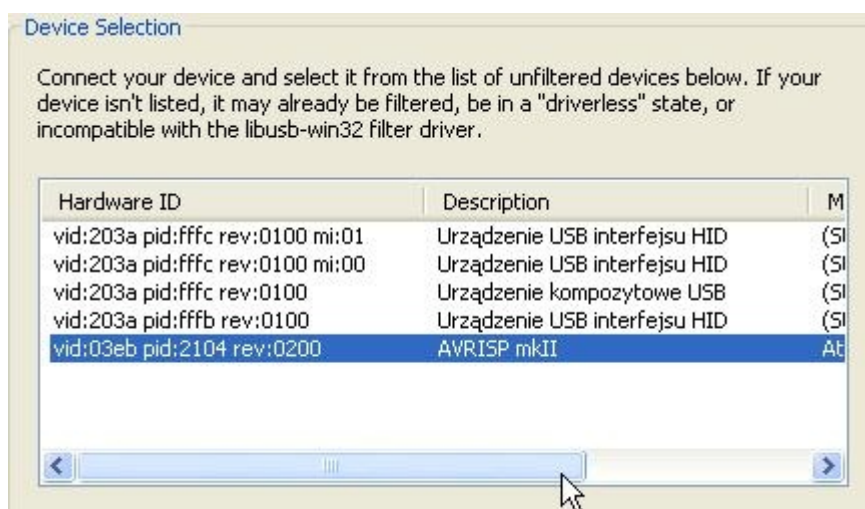 Device Selection
Connect your device and select it from the list of unfiltered devices below. If your
device isn't listed, it may already be filtered, be in a "driverless" state, or
incompatible with the libusb-win32 filter driver.
Hardware ID Description M
vid:203a pid:fffc rev:0100 mi:01 Urządzenie USB interfejsu HID
vid:203a pid:fffc rev:0100 mi:00 Urządzenie USB interfejsu HID
vid:203a pid:fffc rev:0100 Urządzenie kompozytowe USB
vid:203a pid:fffb rev:0100 Urządzenie USB interfejsu HID
vid:03eb pid:2104 rev:0200 AVRISP mkII At